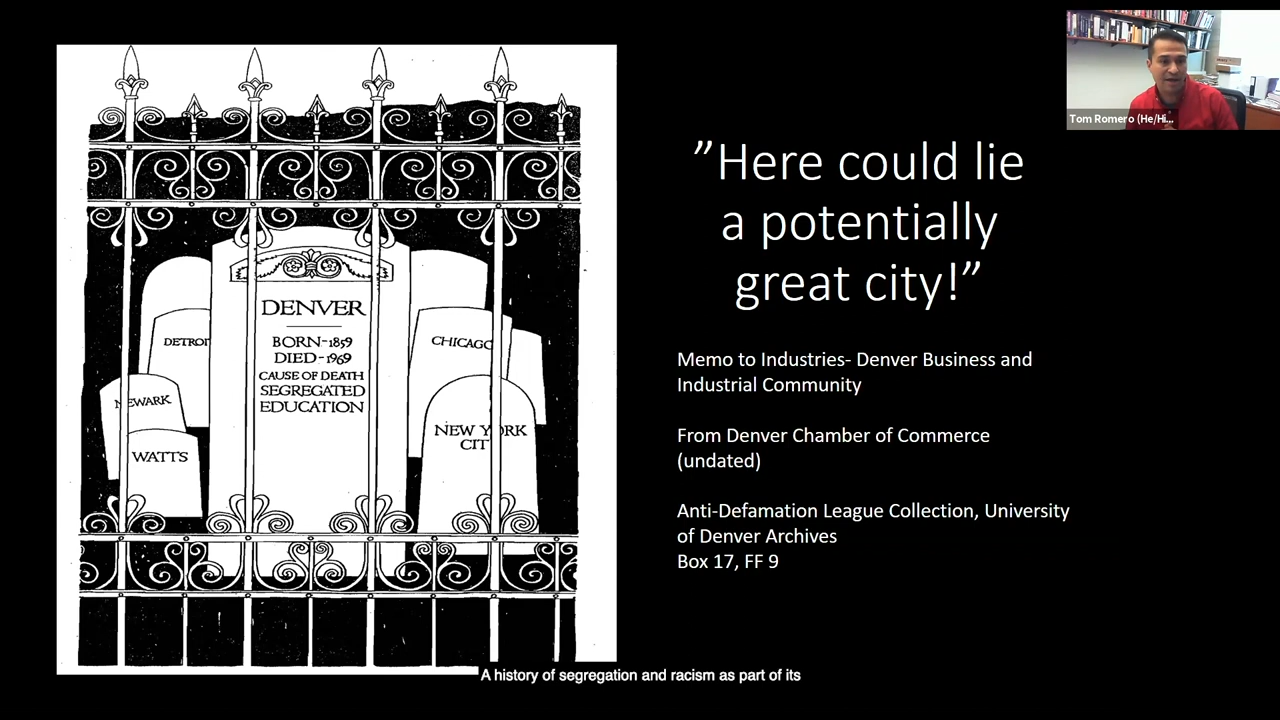 Tom Romero (He/Hi...
"Here could lie
a potentially
great city!"
DENVER
BORN-1859
DIED-1969
CAUSE OF DEATH
SEGREGATED
EDUCATION
DETROI
NEWARK
WATTS
CHICAGO
NEW YORK
CIT
Memo to Industries- Denver Business and
Industrial Community
From Denver Chamber of Commerce
(undated)
Anti-Defamation League Collection, University
of Denver Archives
Box 17, FF 9
A history of segregation and racism as part of its